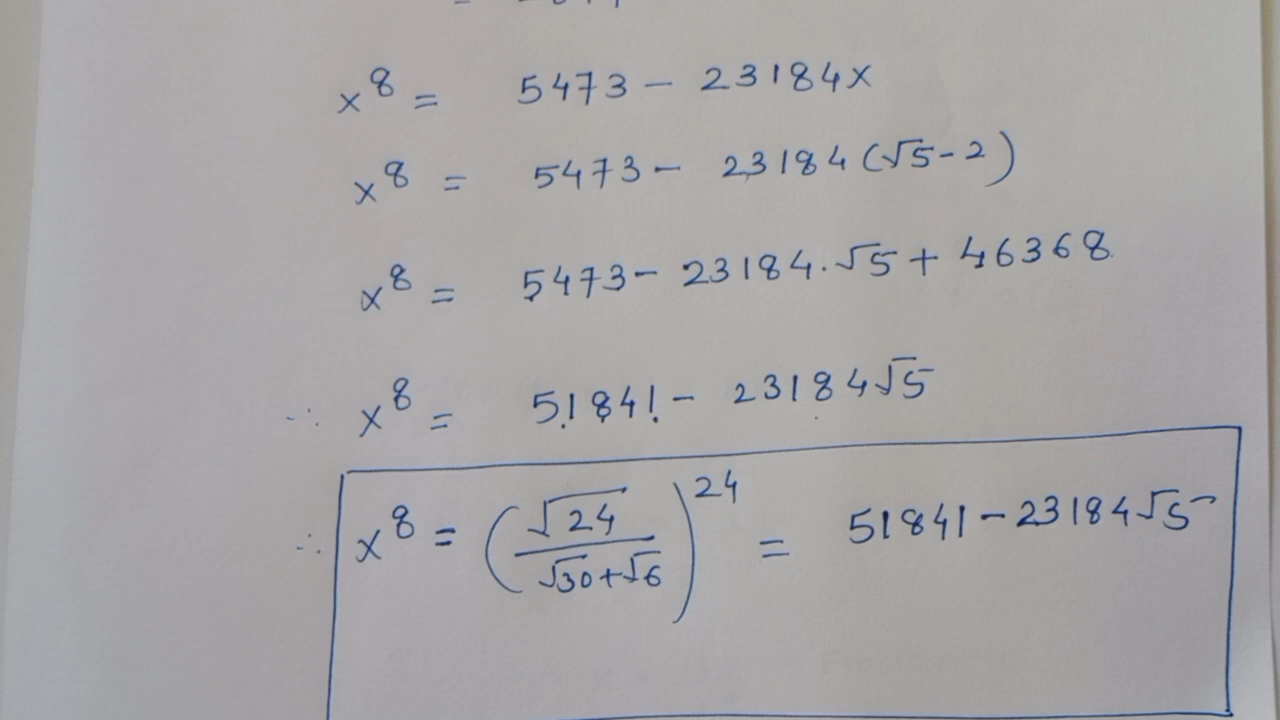 x⁸ = 5473 - 23184x
x⁸ = 5473 - 23184(√5-2)
x⁸ = 5473 - 23184.√5 + 46368
∴ x⁸ = 51841 - 23184√5
∴ x⁸ = (√24/(√30+√6))²⁴ = 51841 - 23184√5